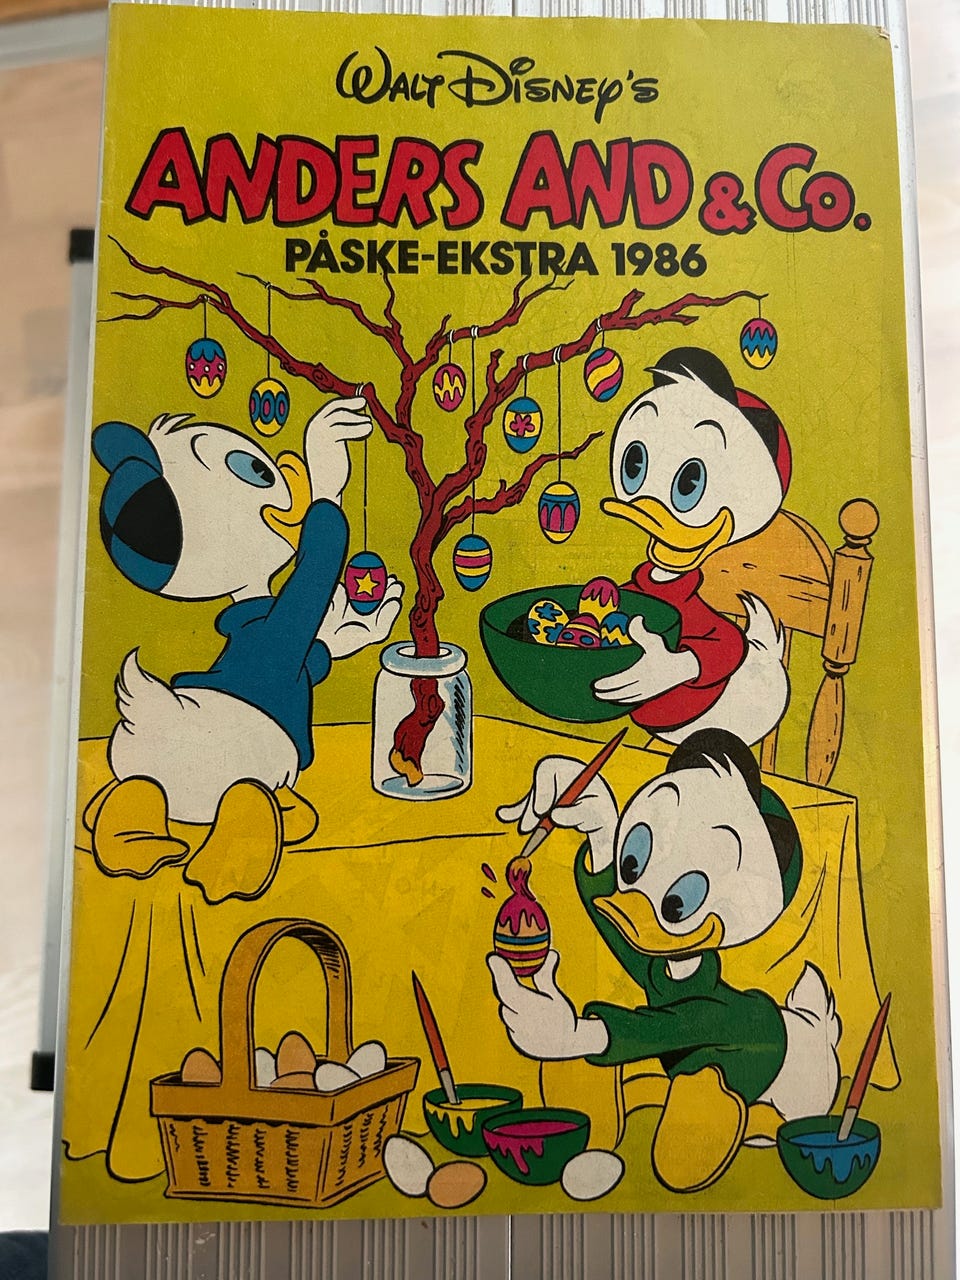 WALT DISNEY'S
ANDERS AND & Co.
PÅSKE-EKSTRA 1986